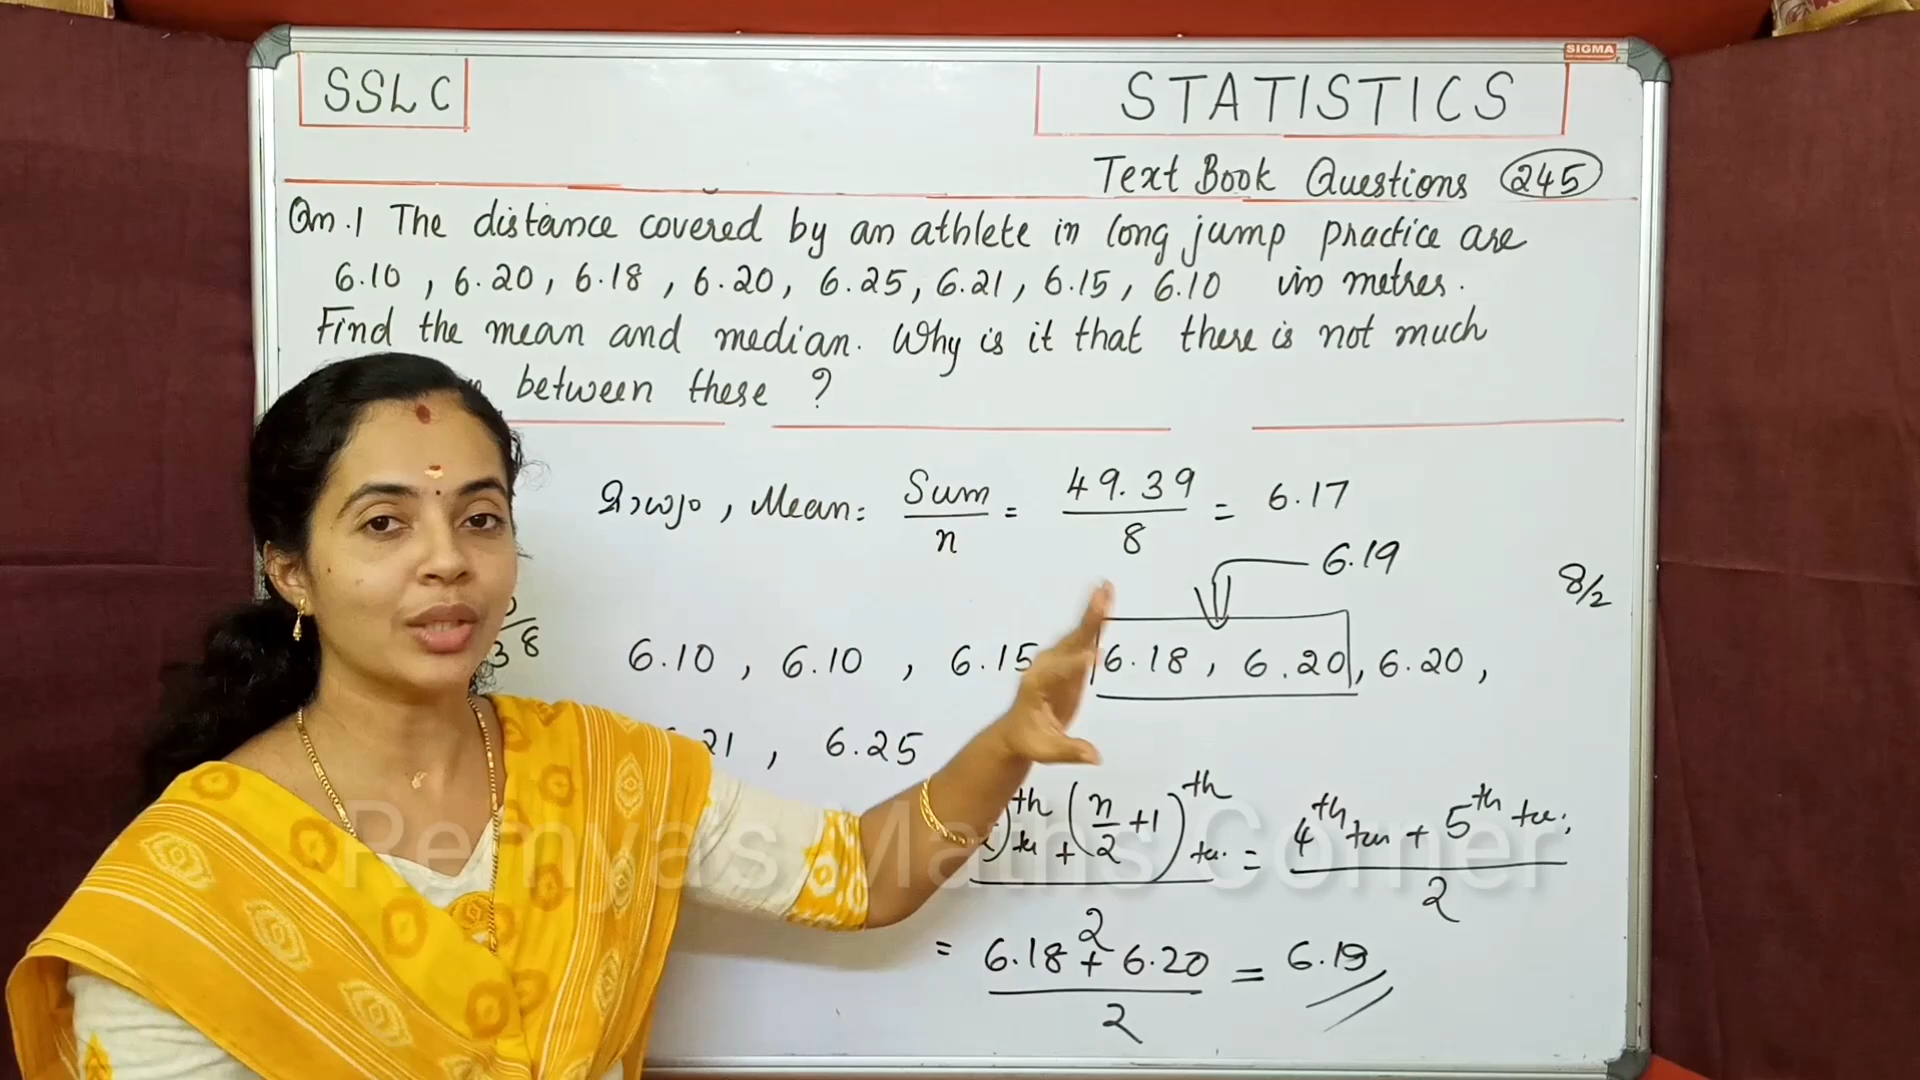 SIGMA
SSLC
STATISTICS
Text Book Questions 245
Qn.1 The distance covered by an athlete in long jump practice are
6.10, 6.20, 6.18, 6.20, 6.25, 6.21, 6.15, 6.10 in metres.
Find the mean and median. Why is it that there is not much
between these ?
മാധ്യം, Mean = Sum/n = 49.39/8 = 6.17
6.19
8/2
6.10, 6.10, 6.15 6.18, 6.20, 6.20,
21, 6.25
th + (n/2 + 1)th / 2 = 4th + 5th / 2
= 6.18 + 6.20 / 2 = 6.19
Remya's Maths Corner